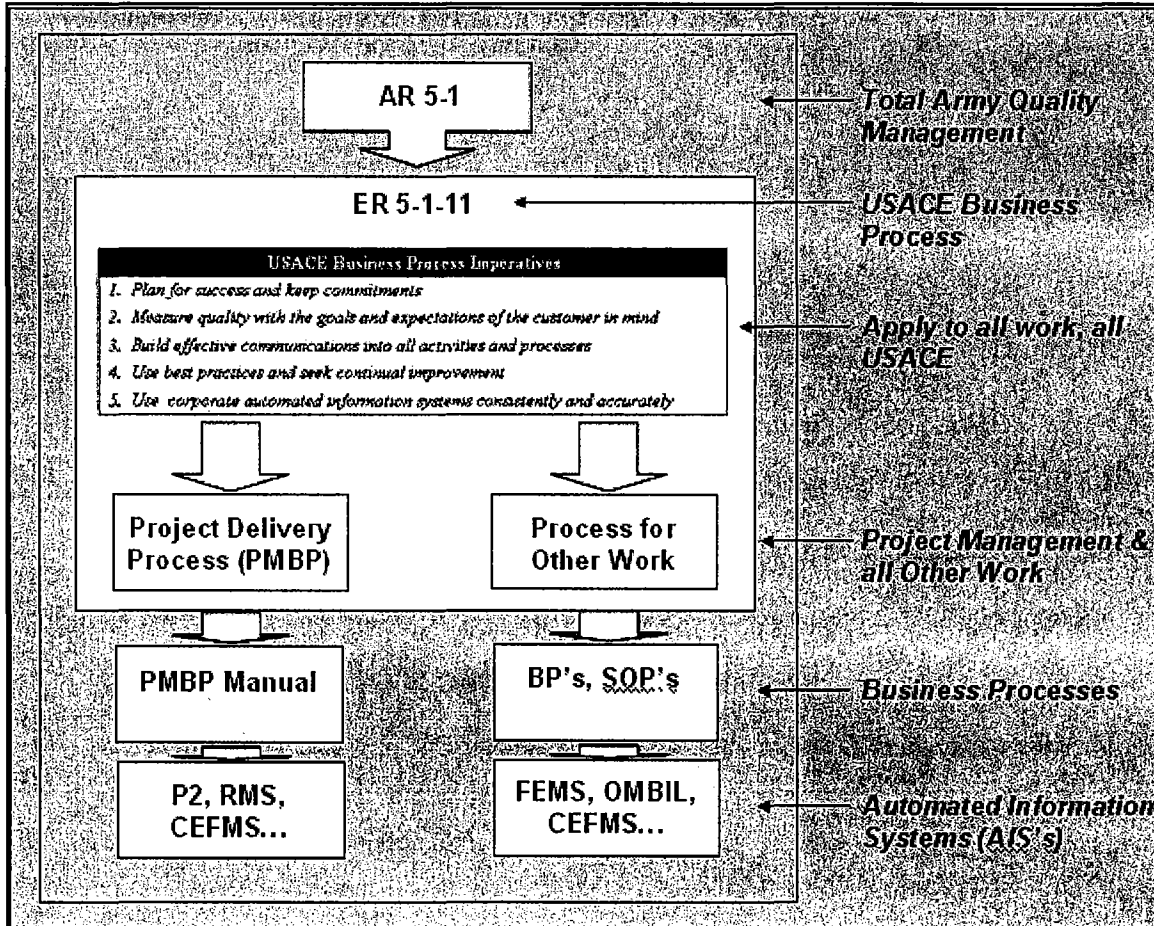 AR 5-1
Total Army Quality
Management
ER 5-1-11
USACE Business
Process
USACE Business Process Imperatives
1. Plan for success and keep commitments
2. Measure quality with the goals and expectations of the customer in mind
3. Build effective communications into all activities and processes
4. Use best practices and seek continual improvement
5. Use corporate automated information systems consistently and accurately
Apply to all work, all
USACE
Project Delivery
Process (PMBP)
Process for
Other Work
Project Management &
all Other Work
PMBP Manual
BP's, SOP's
Business Processes
P2, RMS,
CEFMS...
FEMS, OMBIL,
CEFMS...
Automated Information
Systems (AIS's)